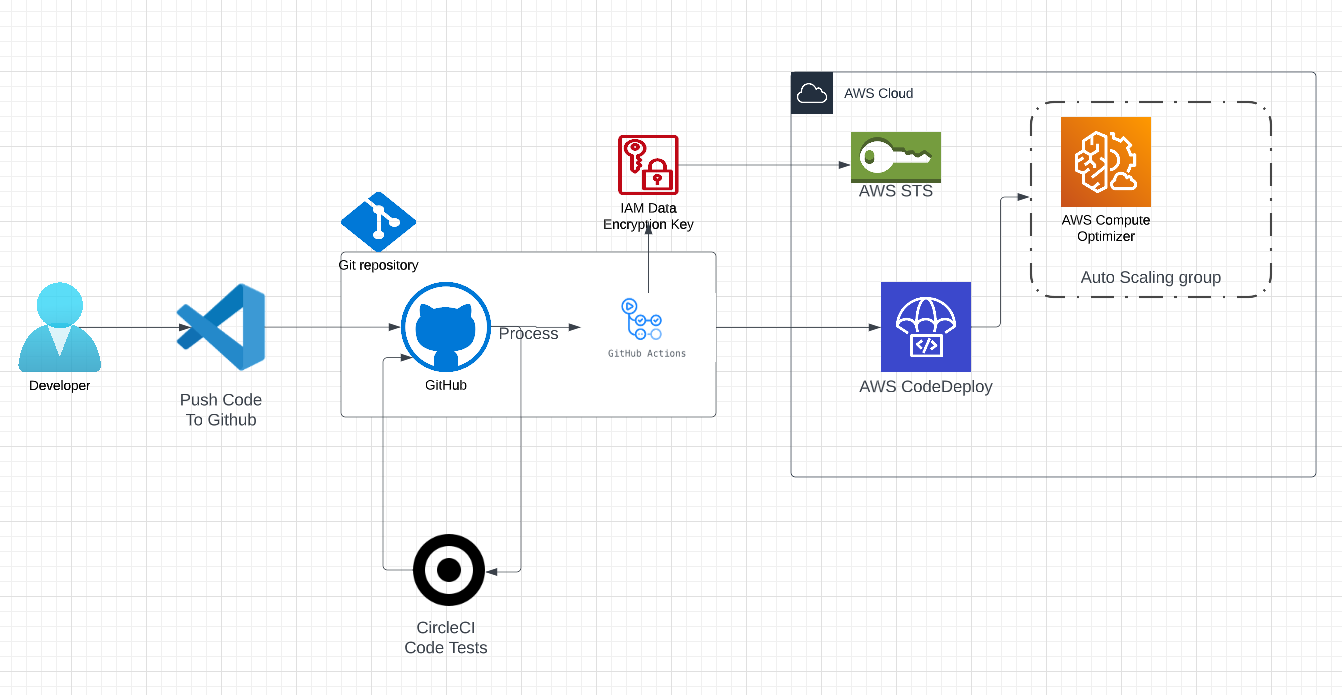 AWS Cloud
AWS STS
AWS Compute
Optimizer
Auto Scaling group
IAM Data
Encryption Key
Git repository
Process
GitHub Actions
Developer
Push Code
To Github
GitHub
AWS CodeDeploy
CircleCI
Code Tests